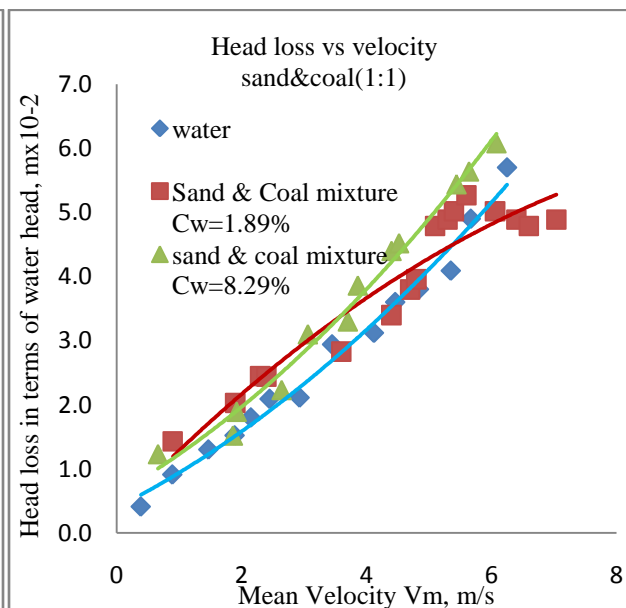 Head loss vs velocity
sand&coal(1:1)
Head loss in terms of water head, mx10-2
7.0
6.0
5.0
4.0
3.0
2.0
1.0
0.0
water
Sand & Coal mixture
Cw=1.89%
sand & coal mixture
Cw=8.29%
0 2 4 6 8
Mean Velocity Vm, m/s